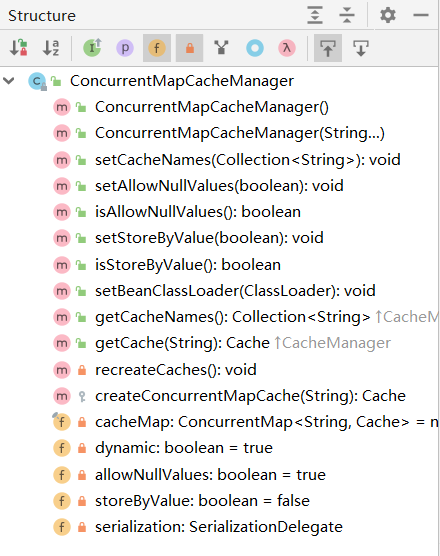 Structure
ConcurrentMapCacheManager
ConcurrentMapCacheManager()
ConcurrentMapCacheManager(String...)
setCacheNames(Collection<String>): void
setAllowNullValues(boolean): void
isAllowNullValues(): boolean
setStoreByValue(boolean): void
isStoreByValue(): boolean
setBeanClassLoader(ClassLoader): void
getCacheNames(): Collection<String> ↑CacheM
getCache(String): Cache ↑CacheManager
recreateCaches(): void
createConcurrentMapCache(String): Cache
cacheMap: ConcurrentMap<String, Cache> = n
dynamic: boolean = true
allowNullValues: boolean = true
storeByValue: boolean = false
serialization: SerializationDelegate